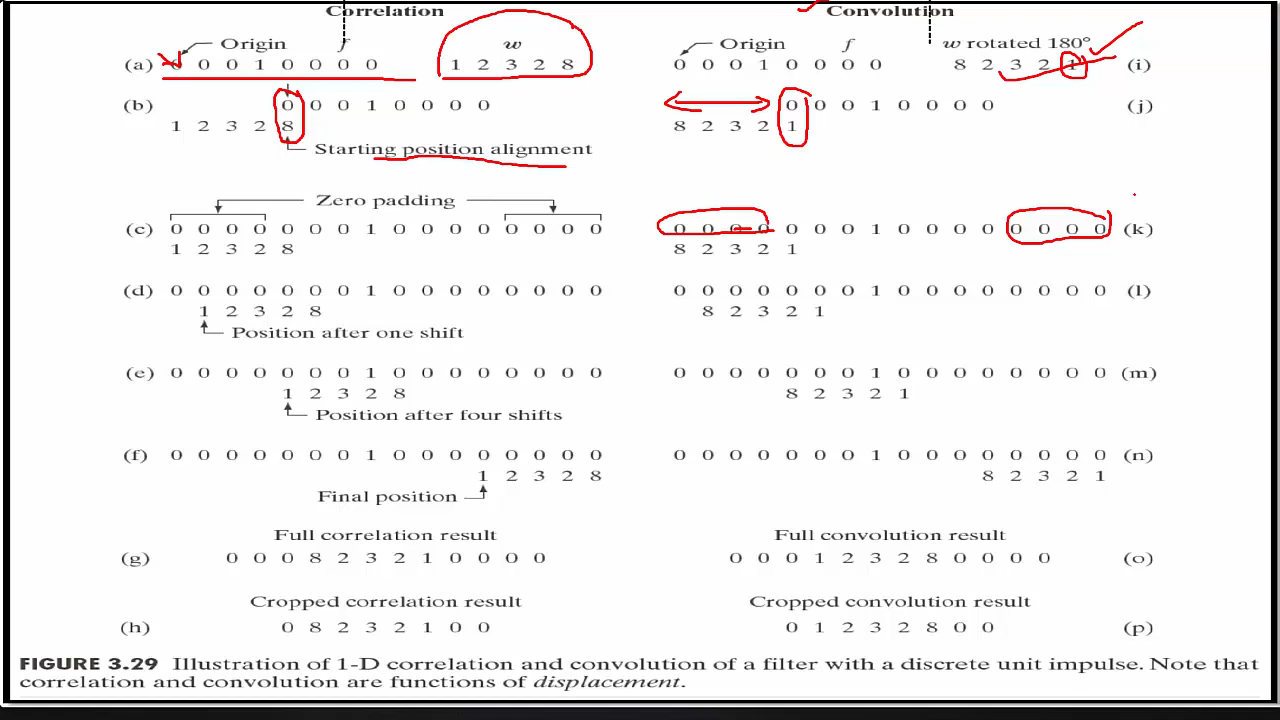 Correlation Convolution
Origin f w Origin f w rotated 180°
(a) 0 0 0 1 0 0 0 0 1 2 3 2 8 0 0 0 1 0 0 0 0 8 2 3 2 1 (i)
(b) 0 0 0 1 0 0 0 0 0 0 0 1 0 0 0 0 (j)
1 2 3 2 8 8 2 3 2 1
Starting position alignment
Zero padding
(c) 0 0 0 0 0 0 0 1 0 0 0 0 0 0 0 0 0 0 0 0 0 0 0 1 0 0 0 0 0 0 0 0 (k)
1 2 3 2 8 8 2 3 2 1
(d) 0 0 0 0 0 0 0 1 0 0 0 0 0 0 0 0 0 0 0 0 0 0 0 1 0 0 0 0 0 0 0 0 (l)
1 2 3 2 8 8 2 3 2 1
Position after one shift
(e) 0 0 0 0 0 0 0 1 0 0 0 0 0 0 0 0 0 0 0 0 0 0 0 1 0 0 0 0 0 0 0 0 (m)
1 2 3 2 8 8 2 3 2 1
Position after four shifts
(f) 0 0 0 0 0 0 0 1 0 0 0 0 0 0 0 0 0 0 0 0 0 0 0 1 0 0 0 0 0 0 0 0 (n)
1 2 3 2 8 8 2 3 2 1
Final position
Full correlation result Full convolution result
(g) 0 0 0 8 2 3 2 1 0 0 0 0 0 0 0 1 2 3 2 8 0 0 0 0 (o)
Cropped correlation result Cropped convolution result
(h) 0 8 2 3 2 1 0 0 0 1 2 3 2 8 0 0 (p)
FIGURE 3.29 Illustration of 1-D correlation and convolution of a filter with a discrete unit impulse. Note that
correlation and convolution are functions of displacement.